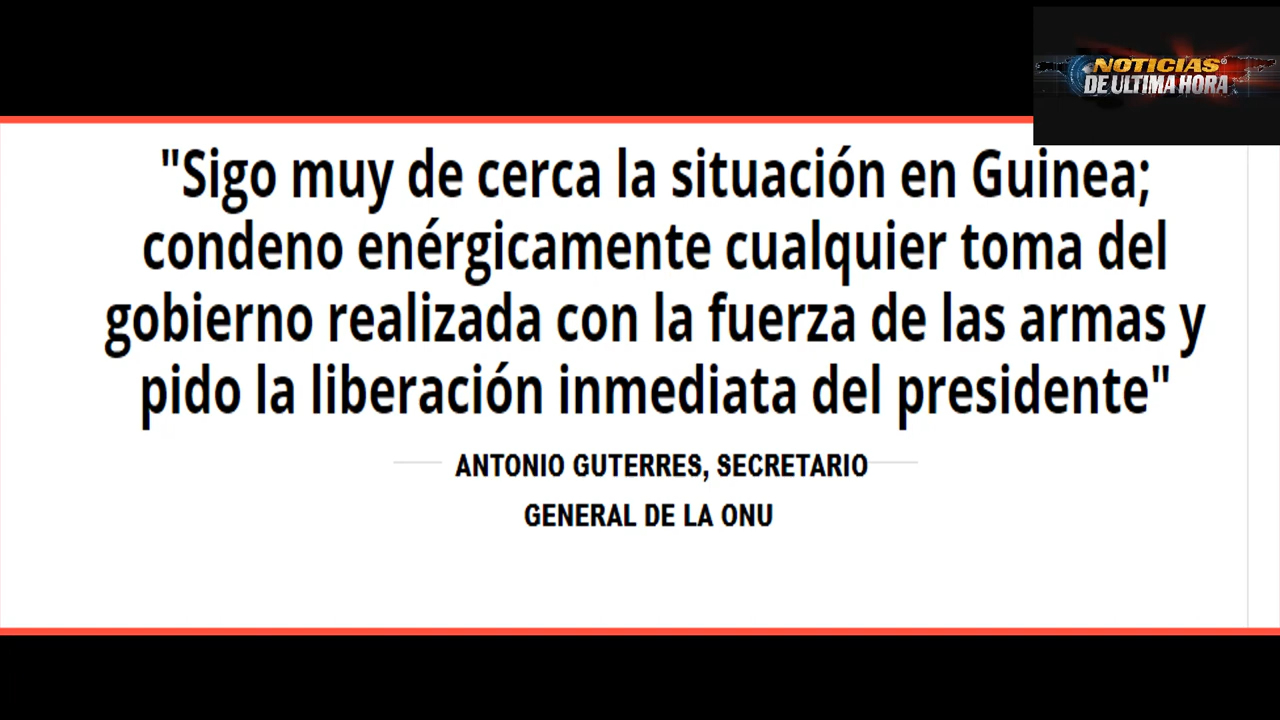 NOTICIAS
DE ULTIMA HORA
"Sigo muy de cerca la situación en Guinea;
condeno enérgicamente cualquier toma del
gobierno realizada con la fuerza de las armas y
pido la liberación inmediata del presidente"
ANTONIO GUTERRES, SECRETARIO
GENERAL DE LA ONU